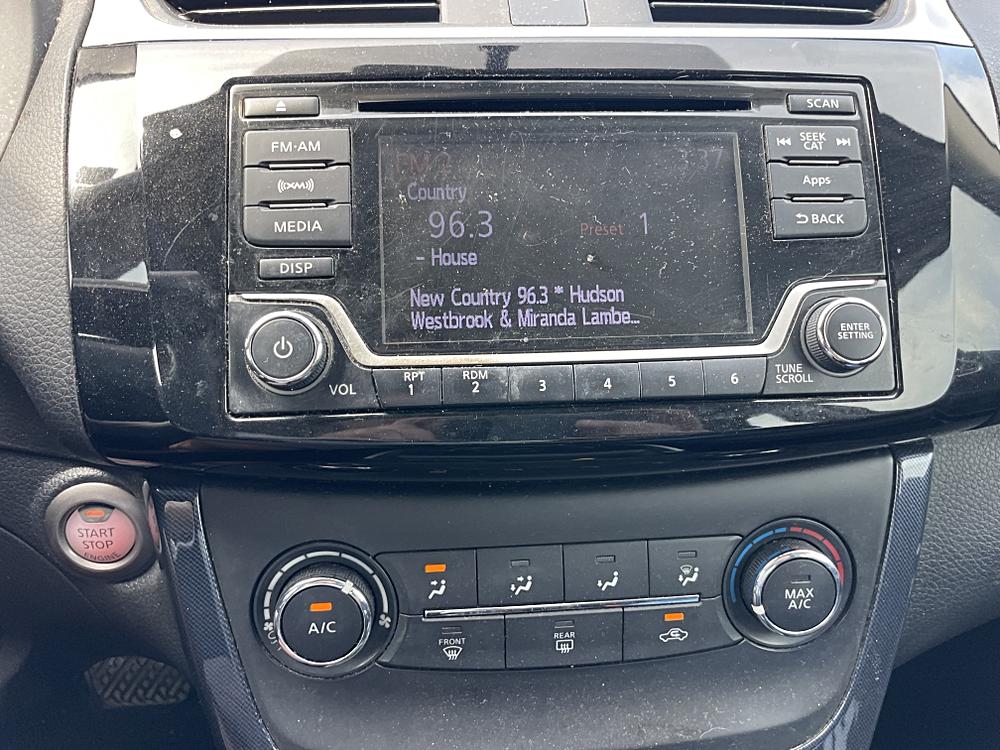 SCAN
FM·AM
SEEK
CAT
XM
Apps
MEDIA
BACK
DISP
Country
96.3
Preset 1
- House
New Country 96.3 * Hudson
Westbrook & Miranda Lambe...
VOL
RPT
1
RDM
2
3
4
5
6
TUNE
SCROLL
ENTER
SETTING
START
STOP
ENGINE
A/C
MAX
A/C
FRONT
REAR